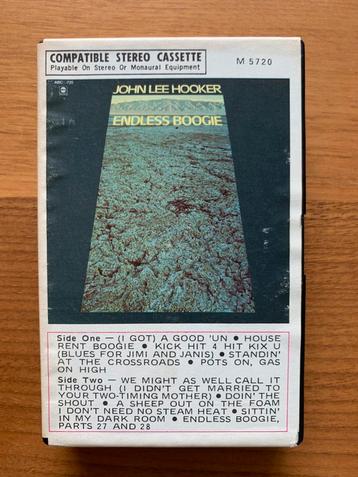 COMPATIBLE STEREO CASSETTE
Playable On Stereo Or Monaural Equipment
M 5720
JOHN LEE HOOKER
ENDLESS BOOGIE
Side One — (I GOT) A GOOD 'UN ● HOUSE
RENT BOOGIE ● KICK HIT 4 HIT KIX U
(BLUES FOR JIMI AND JANIS) ● STANDIN'
AT THE CROSSROADS ● POTS ON, GAS
ON HIGH
Side Two — WE MIGHT AS WELL CALL IT
THROUGH (I DIDN'T GET MARRIED TO
YOUR TWO-TIMING MOTHER) ● DOIN' THE
SHOUT ● A SHEEP OUT ON THE FOAM
I DON'T NEED NO STEAM HEAT ● SITTIN'
IN MY DARK ROOM ● ENDLESS BOOGIE,
PARTS 27 AND 28